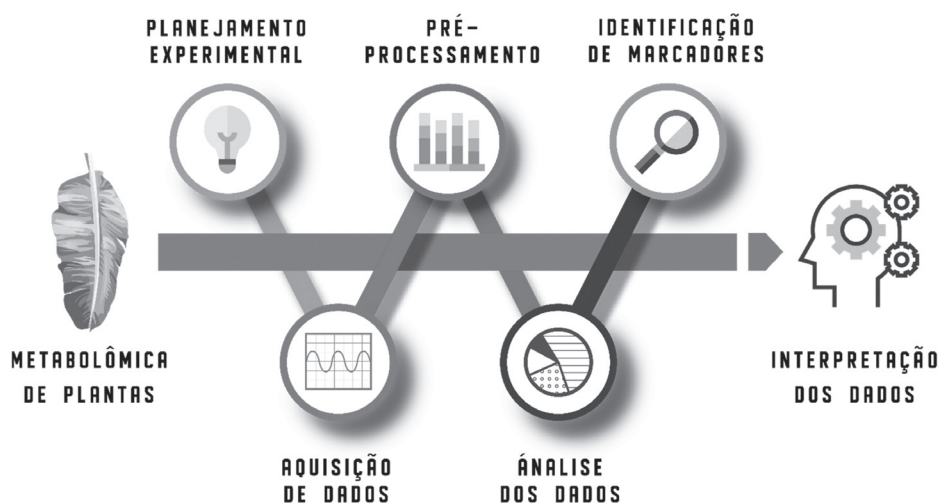 PLANEJAMENTO
EXPERIMENTAL
PRÉ-
PROCESSAMENTO
IDENTIFICAÇÃO
DE MARCADORES
METABOLÔMICA
DE PLANTAS
INTERPRETAÇÃO
DOS DADOS
AQUISIÇÃO
DE DADOS
ÁNALISE
DOS DADOS